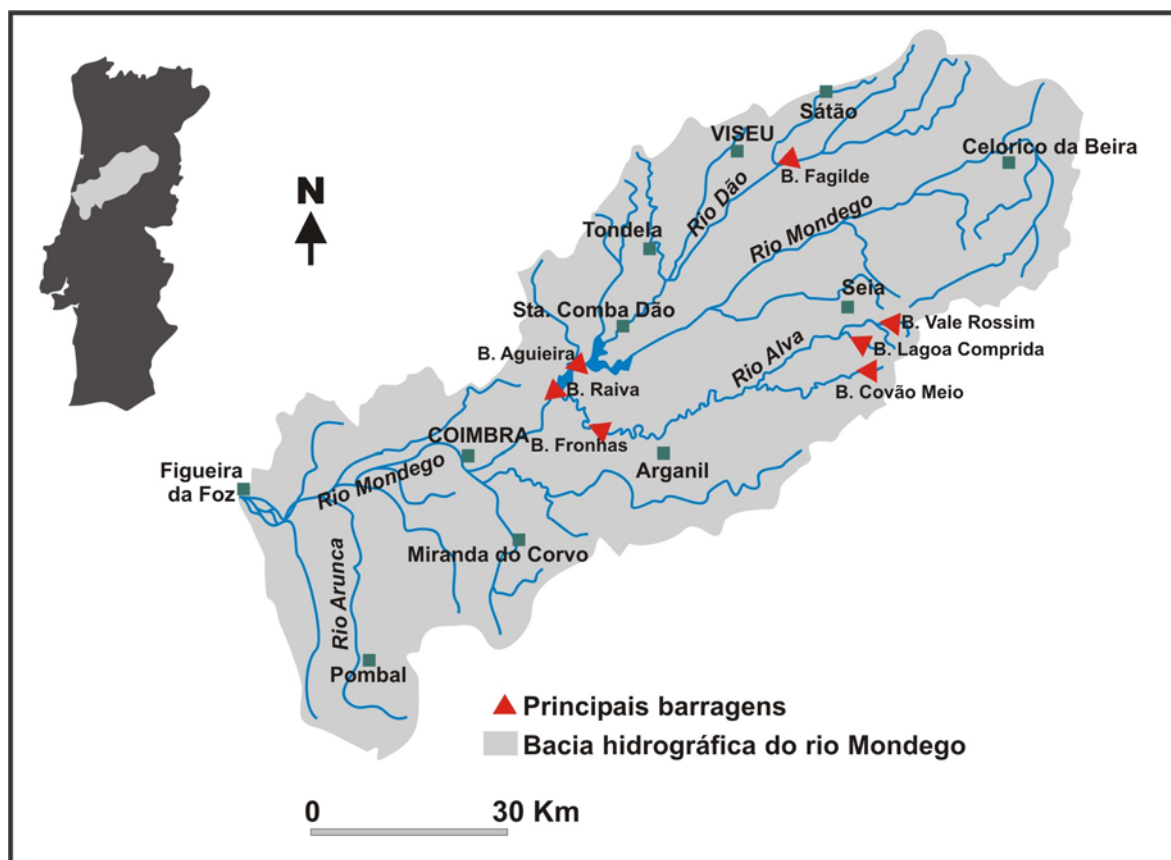 N
Sátão
VISEU
Celorico da Beira
B. Fagilde
Rio Dão
Rio Mondego
Tondela
Seia
Sta. Comba Dão
B. Vale Rossim
B. Aguieira
Rio Alva
B. Lagoa Comprida
B. Raiva
B. Covão Meio
COIMBRA
B. Fronhas
Arganil
Figueira
da Foz
Rio Mondego
Miranda do Corvo
Rio Arunca
Pombal
Principais barragens
Bacia hidrográfica do rio Mondego
0 30 Km